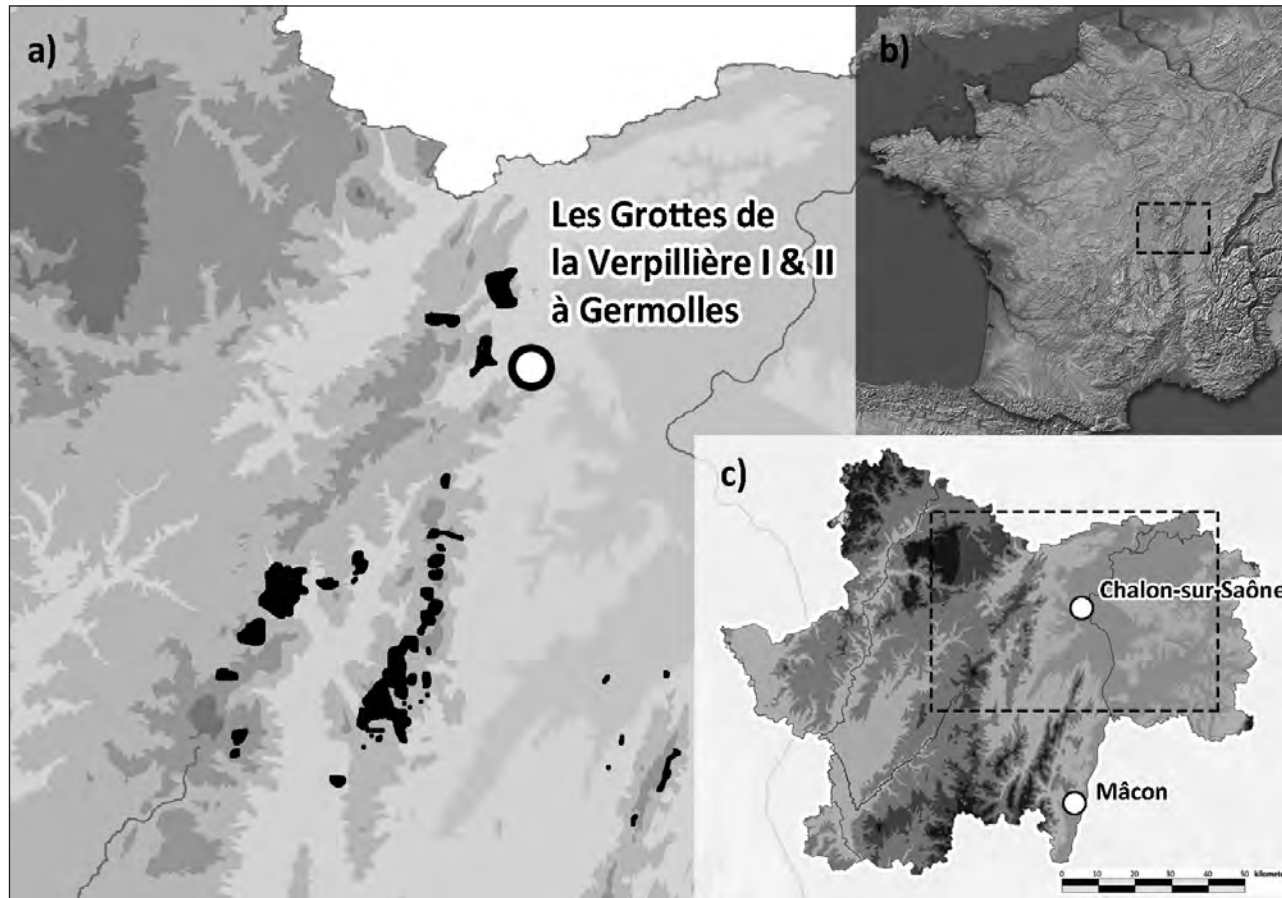 a)
Les Grottes de
la Verpillière I & II
à Germolles
b)
c)
Chalon-sur-Saône
Mâcon
0 10 20 30 40 50